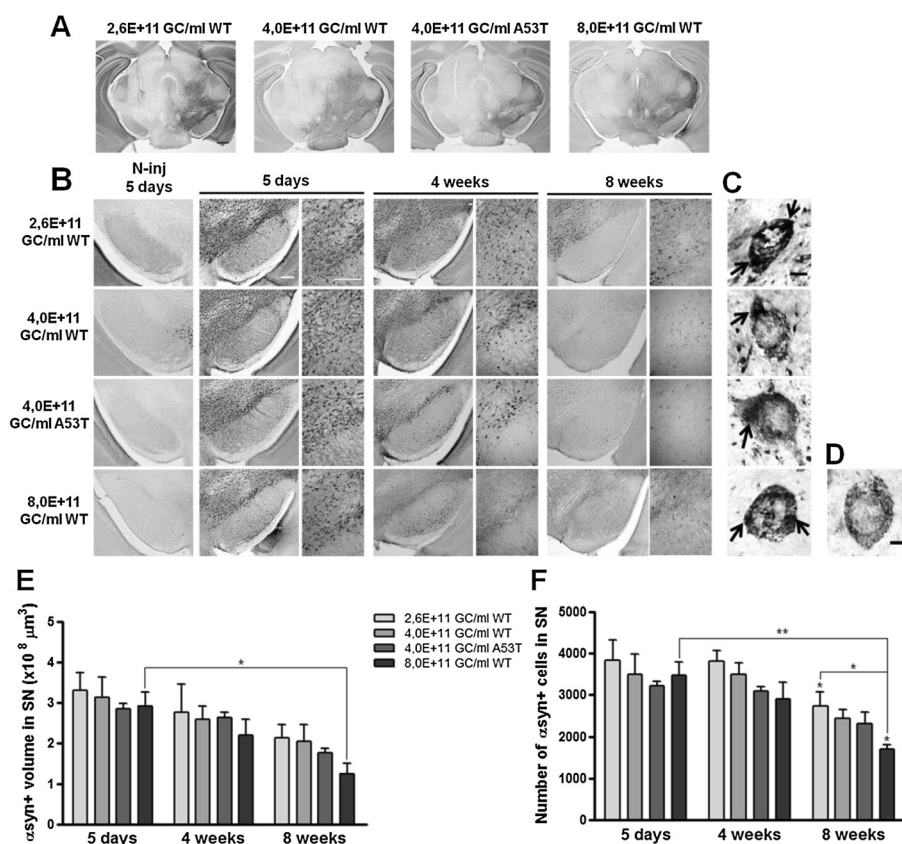 A
2,6E+11 GC/ml WT
4,0E+11 GC/ml WT
4,0E+11 GC/ml A53T
8,0E+11 GC/ml WT
B
N-inj
5 days
5 days
4 weeks
8 weeks
C
2,6E+11
GC/ml WT
4,0E+11
GC/ml WT
4,0E+11
GC/ml A53T
8,0E+11
GC/ml WT
D
E
αsyn+ volume in SN (x10⁸ µm³)
5
4
3
2
1
0
*
5 days
4 weeks
8 weeks
2,6E+11 GC/ml WT
4,0E+11 GC/ml WT
4,0E+11 GC/ml A53T
8,0E+11 GC/ml WT
F
Number of αsyn+ cells in SN
5000
4000
3000
2000
1000
0
**
*
*
*
5 days
4 weeks
8 weeks